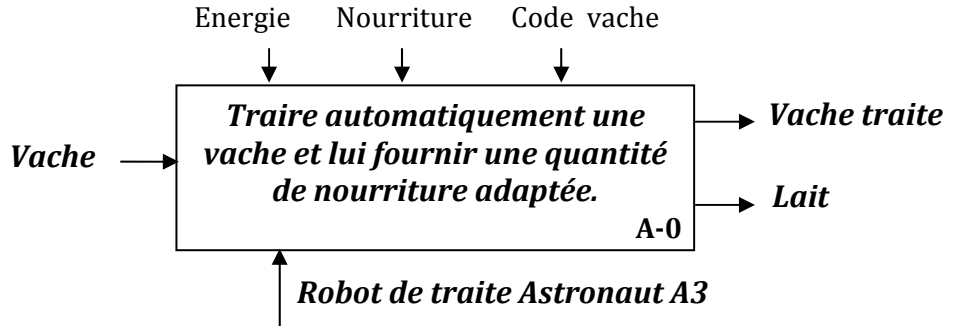 Energie Nourriture Code vache
Traire automatiquement une
vache et lui fournir une quantité
de nourriture adaptée.
Vache
Vache traite
Lait
A-0
Robot de traite Astronaut A3